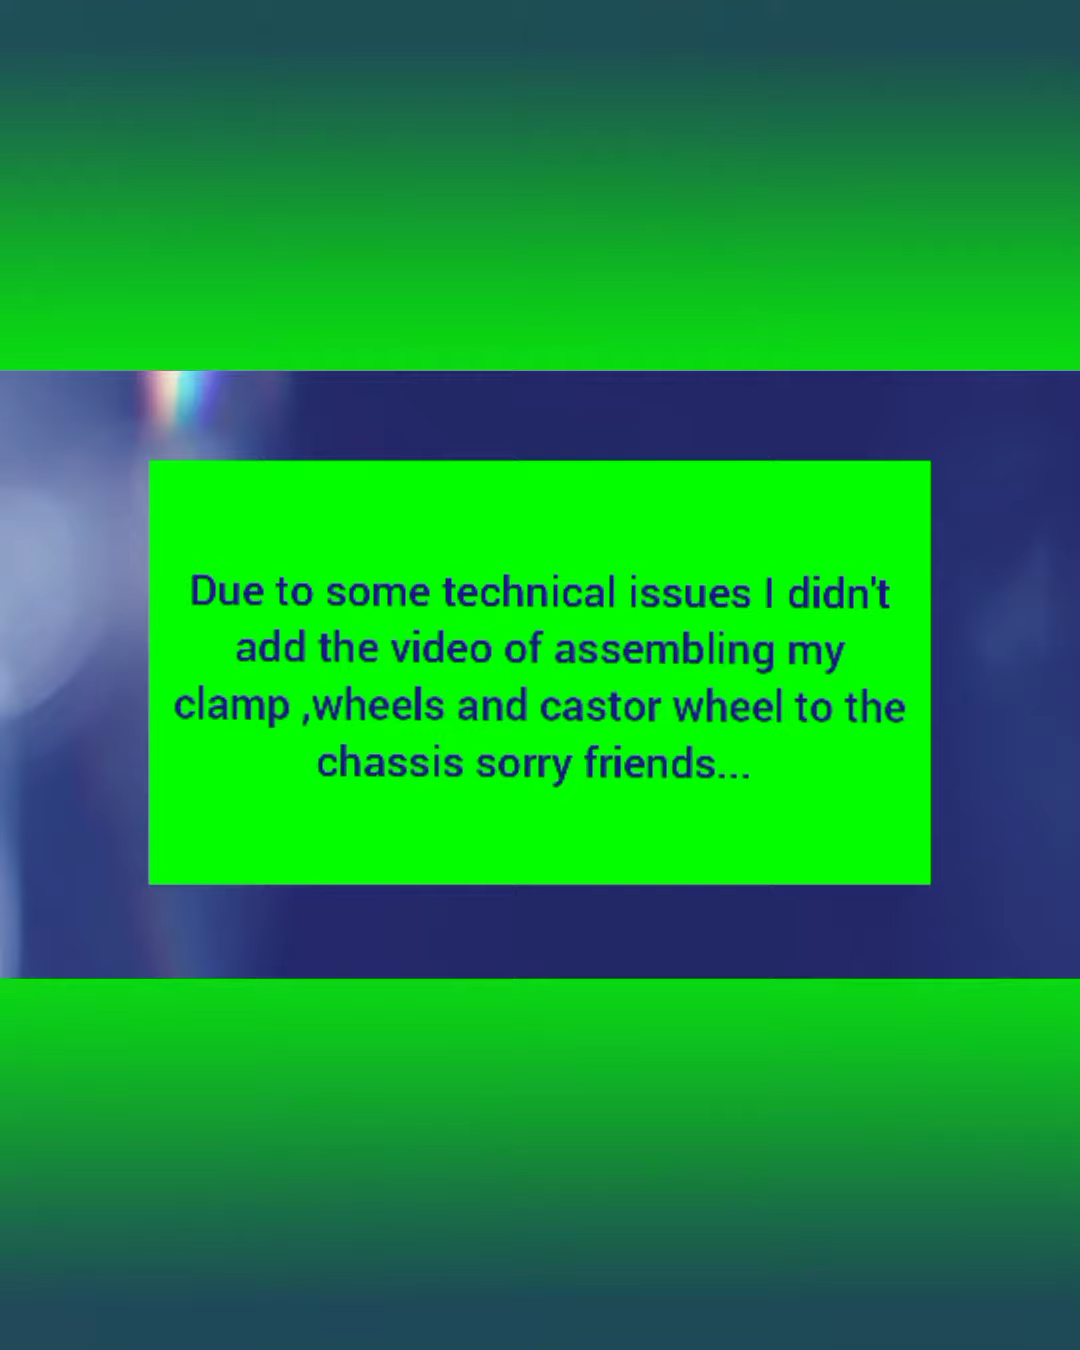 Due to some technical issues I didn't
add the video of assembling my
clamp ,wheels and castor wheel to the
chassis sorry friends...